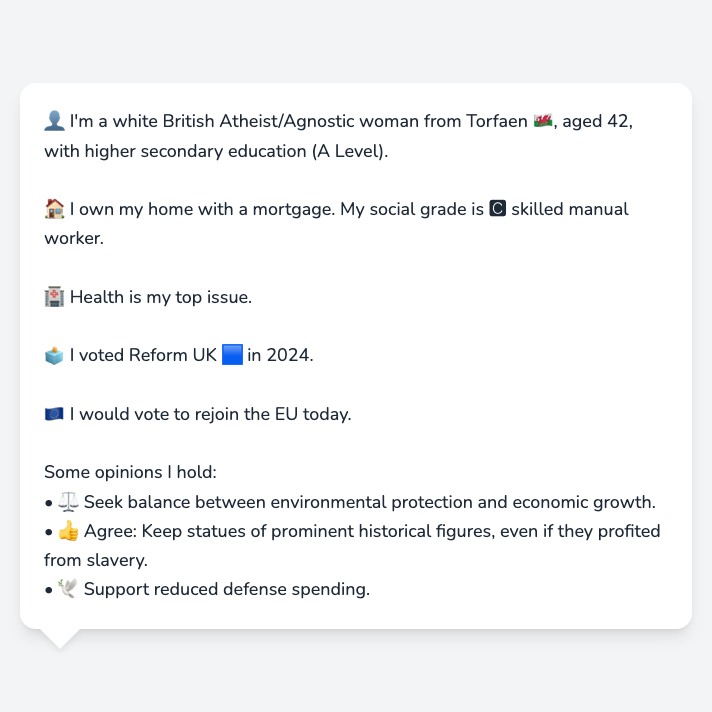 👤 I'm a white British Atheist/Agnostic woman from Torfaen 🏴󠁧󠁢󠁷󠁬󠁳󠁿, aged 42,
with higher secondary education (A Level).
🏠 I own my home with a mortgage. My social grade is 🅲 skilled manual
worker.
🏥 Health is my top issue.
🗳️ I voted Reform UK 🟦 in 2024.
🇪🇺 I would vote to rejoin the EU today.
Some opinions I hold:
• ⚖️ Seek balance between environmental protection and economic growth.
• 👍 Agree: Keep statues of prominent historical figures, even if they profited
from slavery.
• 🕊️ Support reduced defense spending.